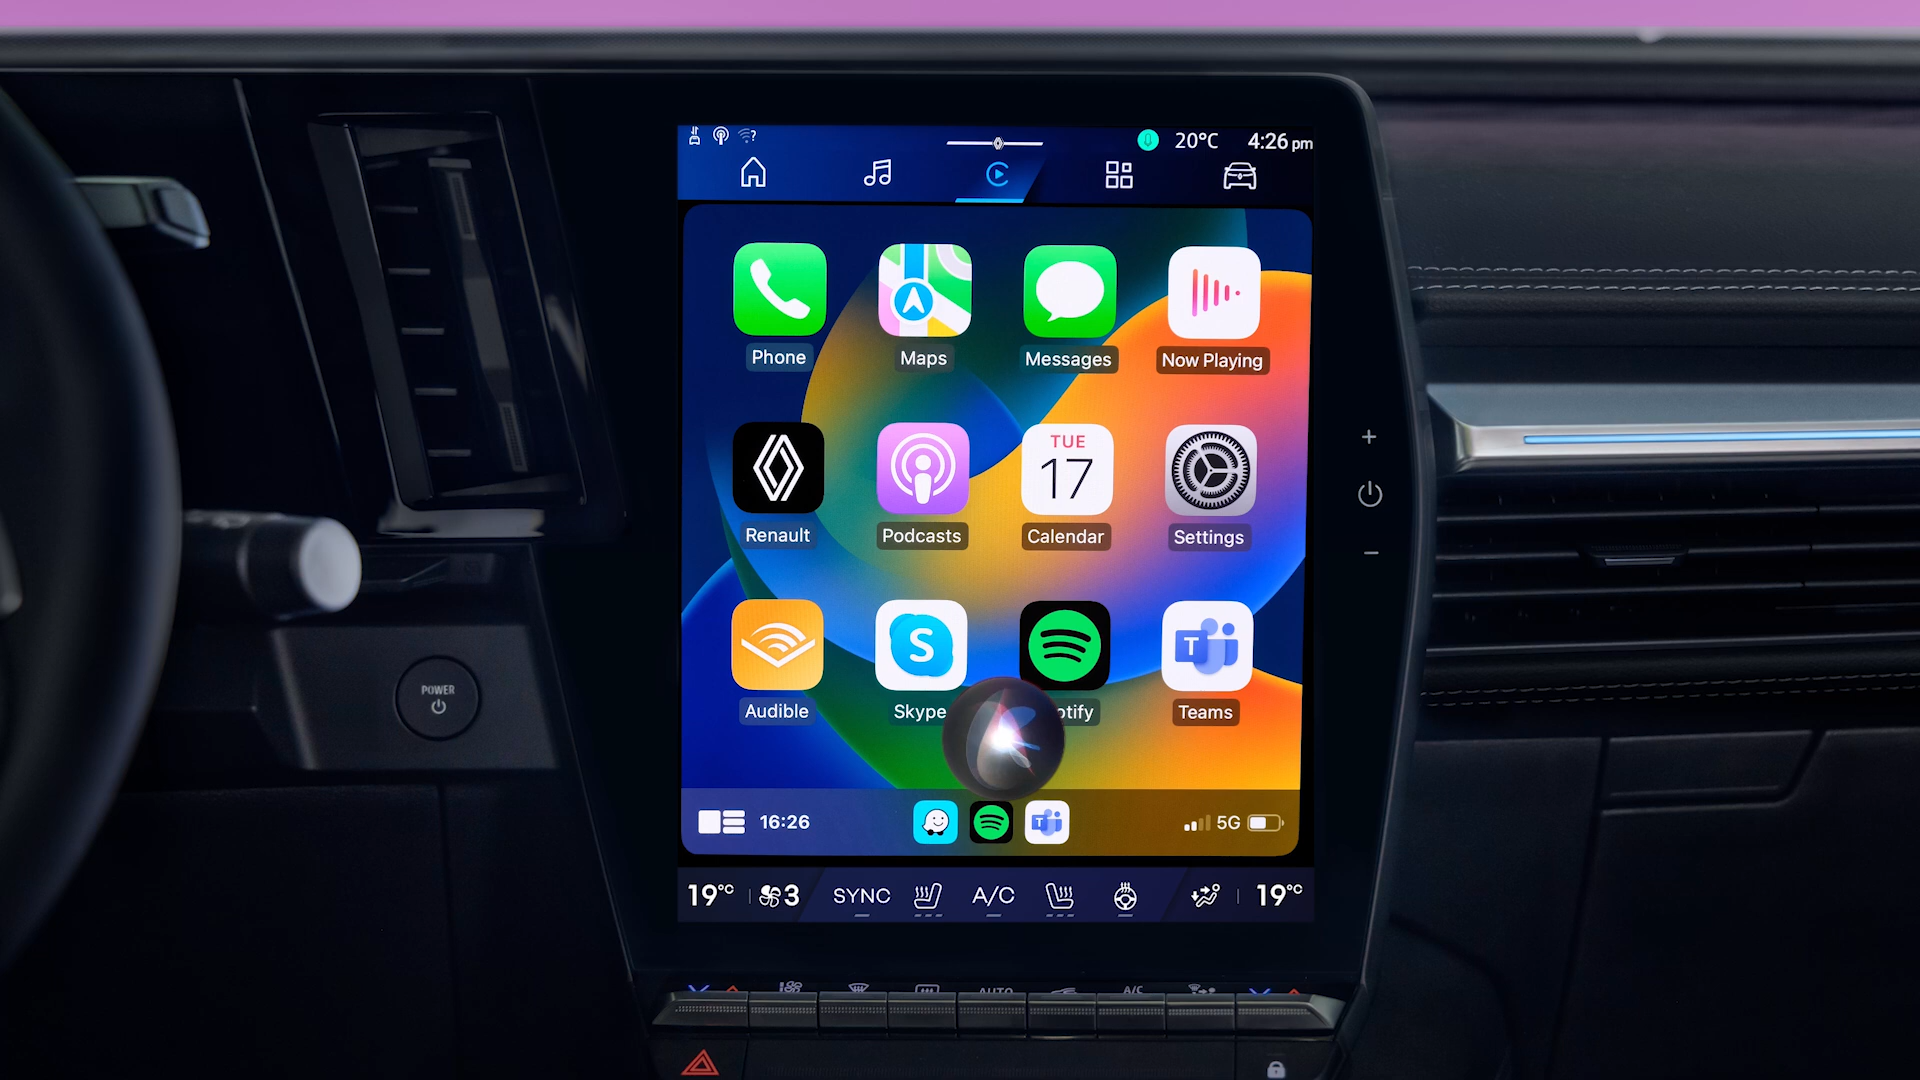 20°C 4:26 pm
Phone Maps Messages Now Playing
TUE
17
Renault Podcasts Calendar Settings
S T
Audible Skype otify Teams
16:26 T 5G
19°C 3 SYNC A/C 19°C
POWER
AUTO A/C